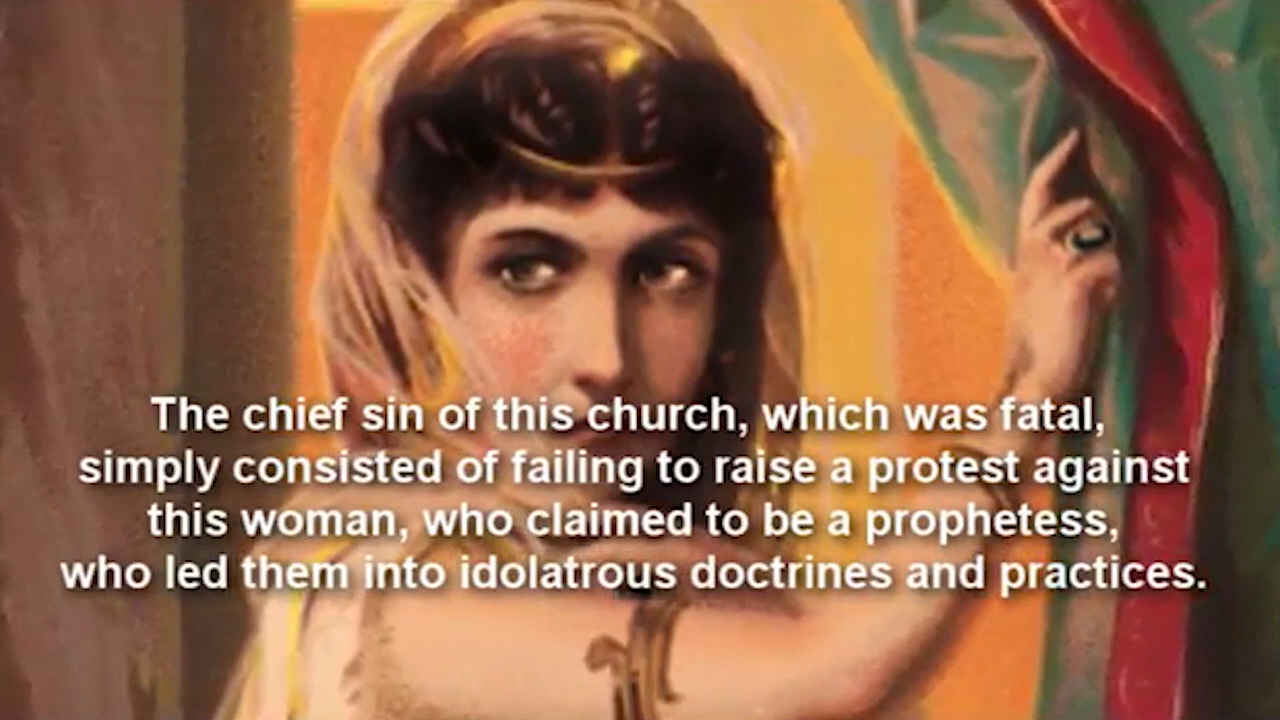 The chief sin of this church, which was fatal,
simply consisted of failing to raise a protest against
this woman, who claimed to be a prophetess,
who led them into idolatrous doctrines and practices.